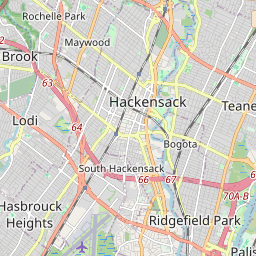 Rochelle Park
Maywood
Brook
63
Hackensack
Teane
Lodi
64
Bogota
South Hackensack
66
67
70A-B
Hasbrouck
Heights
Ridgefield Park
Palis